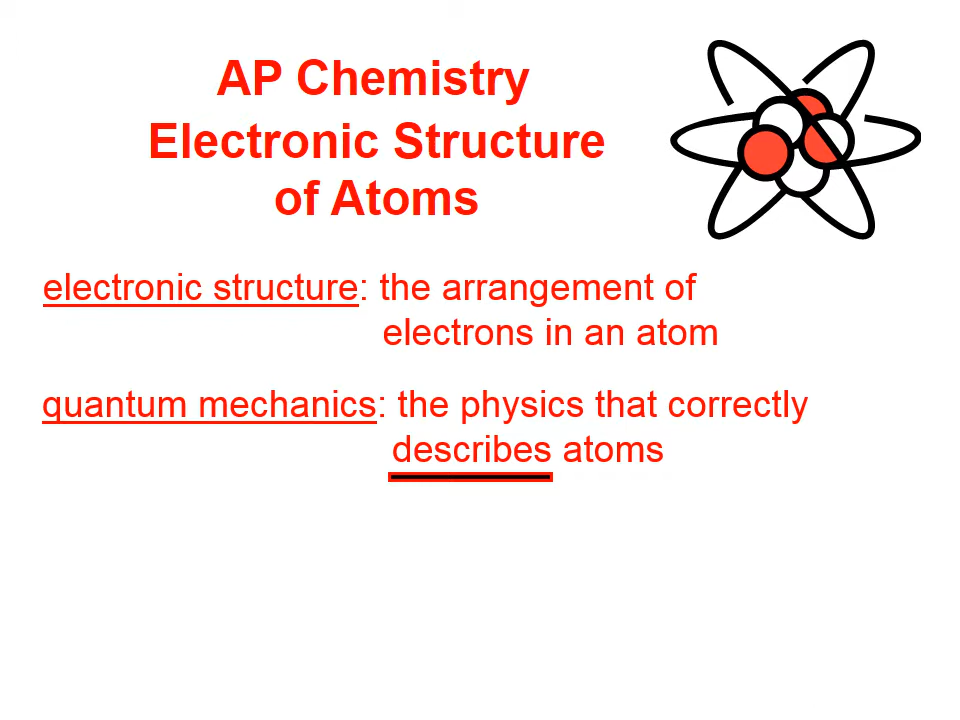 AP Chemistry
Electronic Structure
of Atoms
electronic structure: the arrangement of
electrons in an atom
quantum mechanics: the physics that correctly
describes atoms